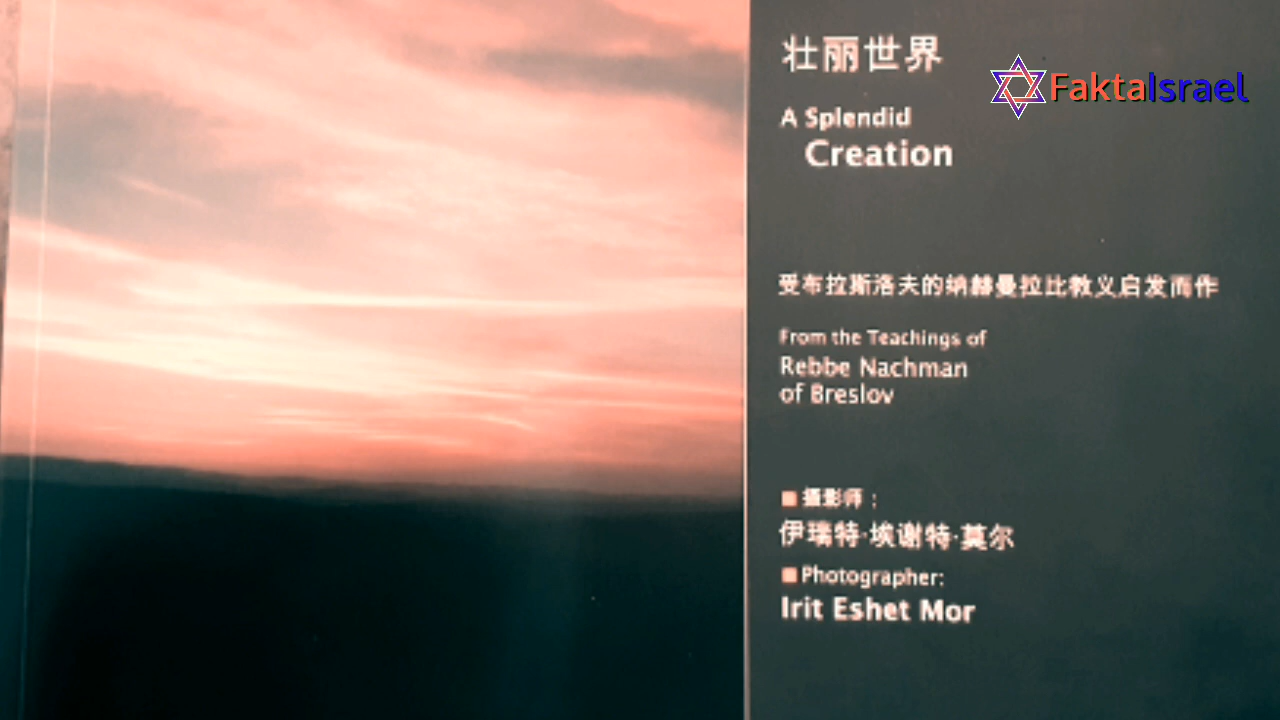 壮丽世界
FaktaIsrael
A Splendid
Creation
受布拉斯洛夫的纳赫曼拉比教义启发而作
From the Teachings of
Rebbe Nachman
of Breslov
摄影师：
伊瑞特·埃谢特·莫尔
Photographer:
Irit Eshet Mor